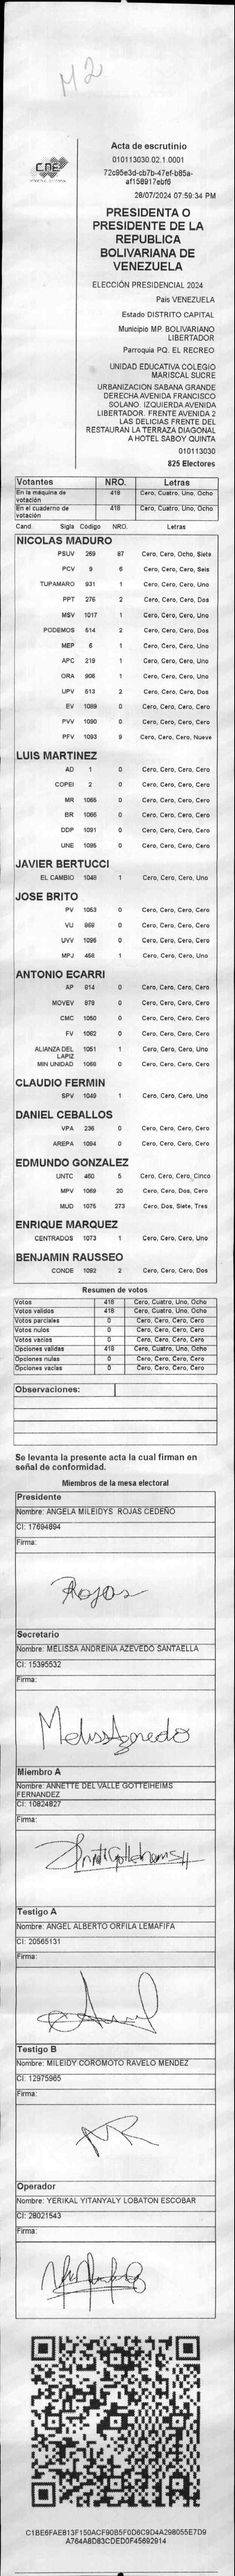 M2
CNE
Acta de escrutinio
010113030.02.1.0001
72c95e3d-cb7b-47ef-b85a-
af158917ebf6
28/07/2024 07:59:34 PM
PRESIDENTA O
PRESIDENTE DE LA
REPUBLICA
BOLIVARIANA DE
VENEZUELA
ELECCIÓN PRESIDENCIAL 2024
Pais VENEZUELA
Estado DISTRITO CAPITAL
Municipio MP. BOLIVARIANO
LIBERTADOR
Parroquia PQ. EL RECREO
UNIDAD EDUCATIVA COLEGIO
MARISCAL SUCRE
URBANIZACION SABANA GRANDE
DERECHA AVENIDA FRANCISCO
SOLANO. IZQUIERDA AVENIDA
LIBERTADOR. FRENTE AVENIDA 2
LAS DELICIAS FRENTE DEL
RESTAURAN LA TERRAZA DIAGONAL
A HOTEL SABOY QUINTA
010113030
825 Electores
Votantes NRO. Letras
En la máquina de votación 418 Cero, Cuatro, Uno, Ocho
En el cuaderno de votación 418 Cero, Cuatro, Uno, Ocho
Cand. Sigla Código NRO. Letras
NICOLAS MADURO
PSUV 269 87 Cero, Cero, Ocho, Siete
PCV 9 6 Cero, Cero, Cero, Seis
TUPAMARO 931 1 Cero, Cero, Cero, Uno
PPT 276 2 Cero, Cero, Cero, Dos
MSV 1017 1 Cero, Cero, Cero, Uno
PODEMOS 514 2 Cero, Cero, Cero, Dos
MEP 6 1 Cero, Cero, Cero, Uno
APC 219 1 Cero, Cero, Cero, Uno
ORA 906 1 Cero, Cero, Cero, Uno
UPV 513 2 Cero, Cero, Cero, Dos
EV 1089 0 Cero, Cero, Cero, Cero
PVV 1090 0 Cero, Cero, Cero, Cero
PFV 1093 9 Cero, Cero, Cero, Nueve
LUIS MARTINEZ
AD 1 0 Cero, Cero, Cero, Cero
COPEI 2 0 Cero, Cero, Cero, Cero
MR 1065 0 Cero, Cero, Cero, Cero
BR 1066 0 Cero, Cero, Cero, Cero
DDP 1091 0 Cero, Cero, Cero, Cero
UNE 1095 0 Cero, Cero, Cero, Cero
JAVIER BERTUCCI
EL CAMBIO 1048 1 Cero, Cero, Cero, Uno
JOSE BRITO
PV 1053 0 Cero, Cero, Cero, Cero
VU 969 0 Cero, Cero, Cero, Cero
UVV 1096 0 Cero, Cero, Cero, Cero
MPJ 458 1 Cero, Cero, Cero, Uno
ANTONIO ECARRI
AP 814 0 Cero, Cero, Cero, Cero
MOVEV 878 0 Cero, Cero, Cero, Cero
CMC 1050 0 Cero, Cero, Cero, Cero
FV 1062 0 Cero, Cero, Cero, Cero
ALIANZA DEL LAPIZ 1051 1 Cero, Cero, Cero, Uno
MIN UNIDAD 1068 0 Cero, Cero, Cero, Cero
CLAUDIO FERMIN
SPV 1049 1 Cero, Cero, Cero, Uno
DANIEL CEBALLOS
VPA 236 0 Cero, Cero, Cero, Cero
AREPA 1094 0 Cero, Cero, Cero, Cero
EDMUNDO GONZALEZ
UNTC 460 5 Cero, Cero, Cero, Cinco
MPV 1069 20 Cero, Cero, Dos, Cero
MUD 1075 273 Cero, Dos, Siete, Tres
ENRIQUE MARQUEZ
CENTRADOS 1073 1 Cero, Cero, Cero, Uno
BENJAMIN RAUSSEO
CONDE 1092 2 Cero, Cero, Cero, Dos
Resumen de votos
Votos 418 Cero, Cuatro, Uno, Ocho
Votos validos 418 Cero, Cuatro, Uno, Ocho
Votos parciales 0 Cero, Cero, Cero, Cero
Votos nulos 0 Cero, Cero, Cero, Cero
Votos vacios 0 Cero, Cero, Cero, Cero
Opciones validas 418 Cero, Cuatro, Uno, Ocho
Opciones nulas 0 Cero, Cero, Cero, Cero
Opciones vacias 0 Cero, Cero, Cero, Cero
Observaciones:
Se levanta la presente acta la cual firman en
señal de conformidad.
Miembros de la mesa electoral
Presidente
Nombre: ANGELA MILEIDYS ROJAS CEDEÑO
CI: 17694894
Firma:
Rojas
Secretario
Nombre: MELISSA ANDREINA AZEVEDO SANTAELLA
CI: 15395532
Firma:
Miembro A
Nombre: ANNETTE DEL VALLE GOTTEIHEIMS
FERNANDEZ
CI: 10824827
Firma:
Testigo A
Nombre: ANGEL ALBERTO ORFILA LEMAFIFA
CI: 20565131
Firma:
Testigo B
Nombre: MILEIDY COROMOTO RAVELO MENDEZ
CI: 12975965
Firma:
Operador
Nombre: YERIKAL YITANYALY LOBATON ESCOBAR
CI: 28021543
Firma:
C1BE6FAE813F150ACF90B5F0D6C9D4A298055E7D9
A764A8D83CDED0F45692914